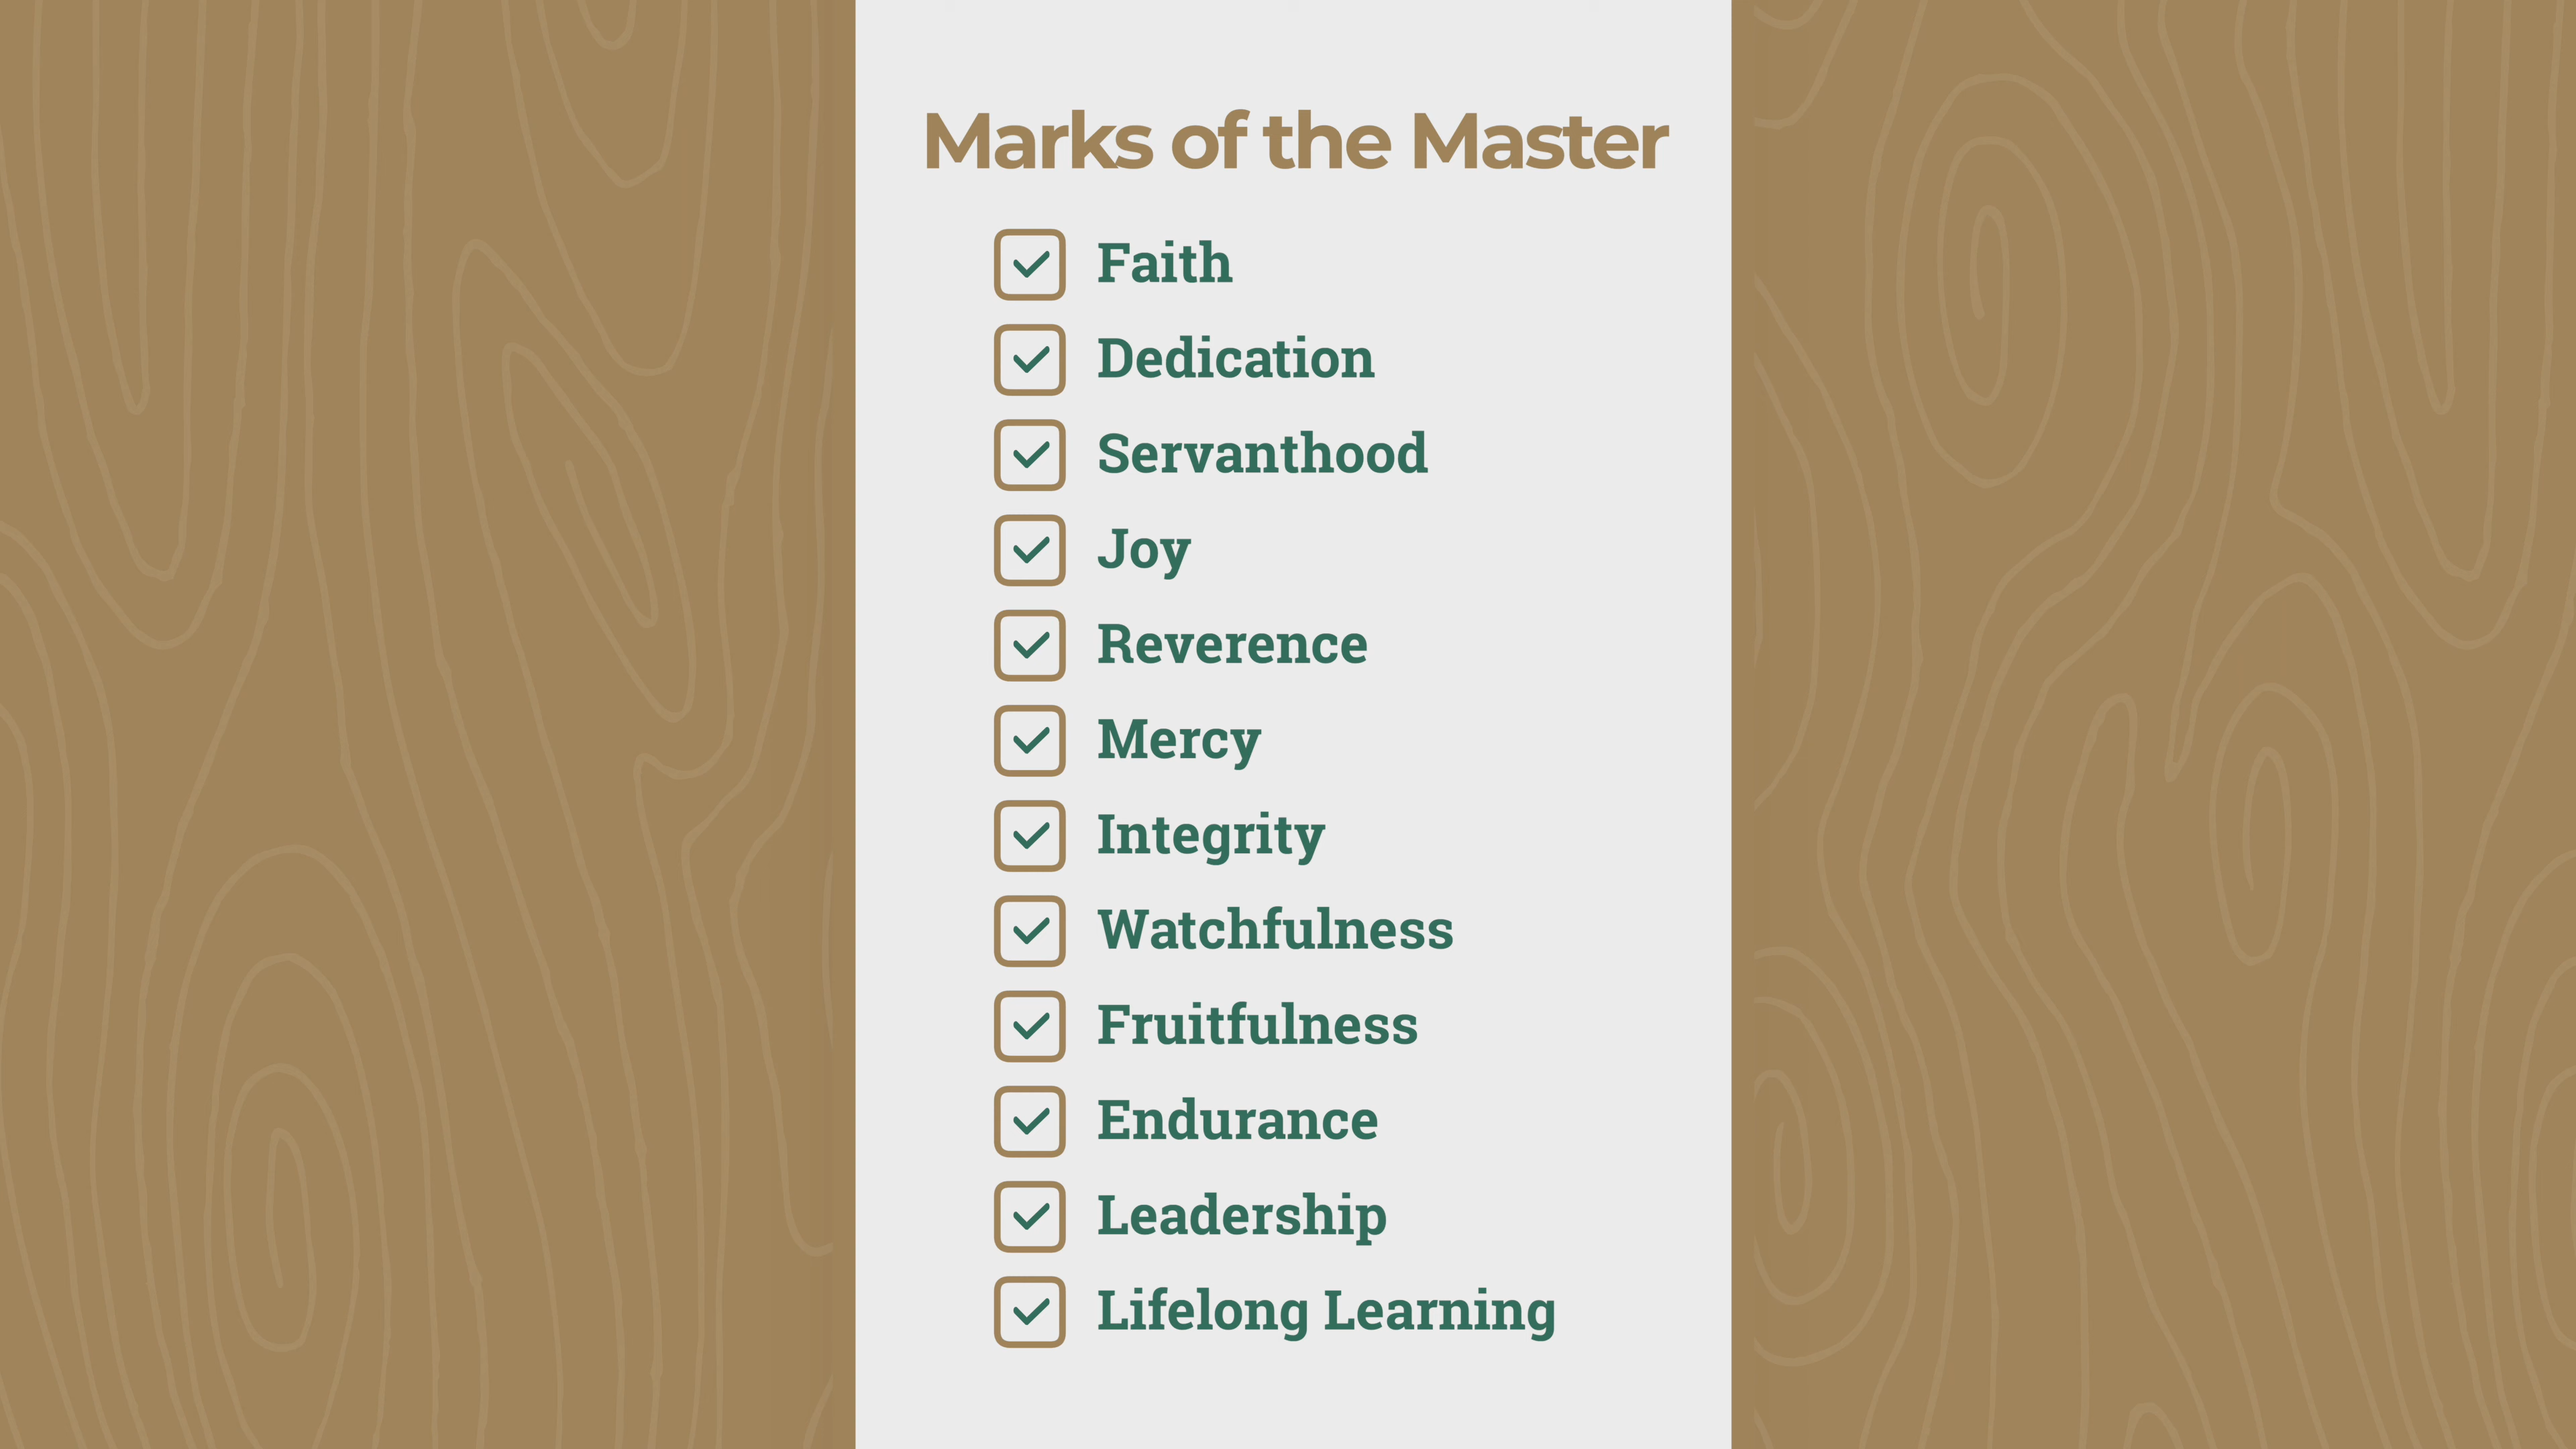 Marks of the Master
Faith
Dedication
Servanthood
Joy
Reverence
Mercy
Integrity
Watchfulness
Fruitfulness
Endurance
Leadership
Lifelong Learning